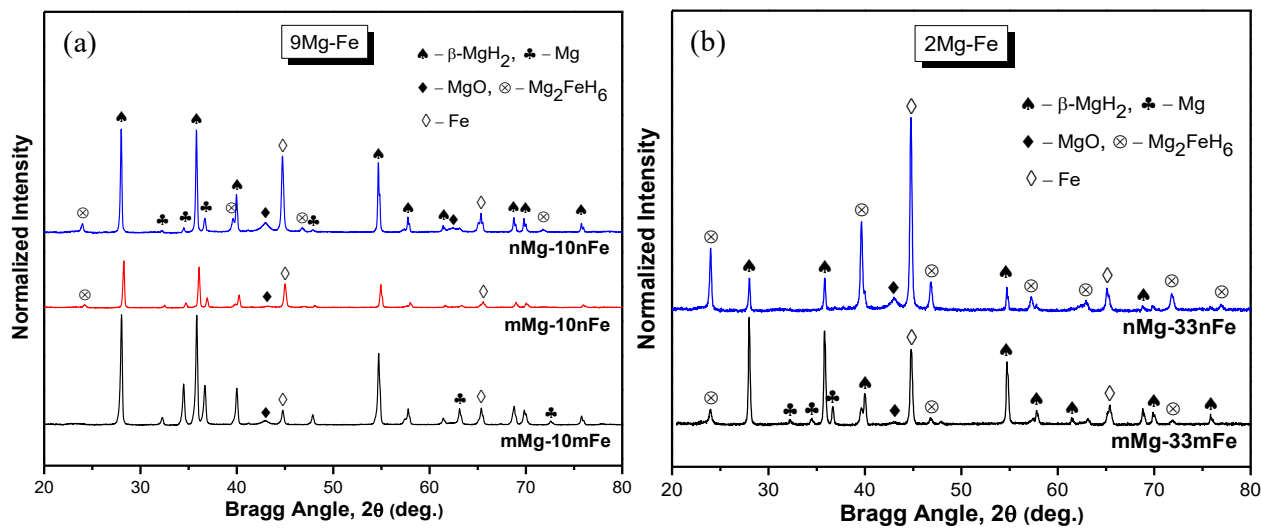 (a)
9Mg-Fe
♠ – β-MgH2, ♣ – Mg
♦ – MgO, ⊗ – Mg2FeH6
◊ – Fe
nMg-10nFe
mMg-10nFe
mMg-10mFe
Normalized Intensity
20 30 40 50 60 70 80
Bragg Angle, 2θ (deg.)
(b)
2Mg-Fe
♠ – β-MgH2, ♣ – Mg
♦ – MgO, ⊗ – Mg2FeH6
◊ – Fe
nMg-33nFe
mMg-33mFe
Normalized Intensity
20 30 40 50 60 70 80
Bragg Angle, 2θ (deg.)